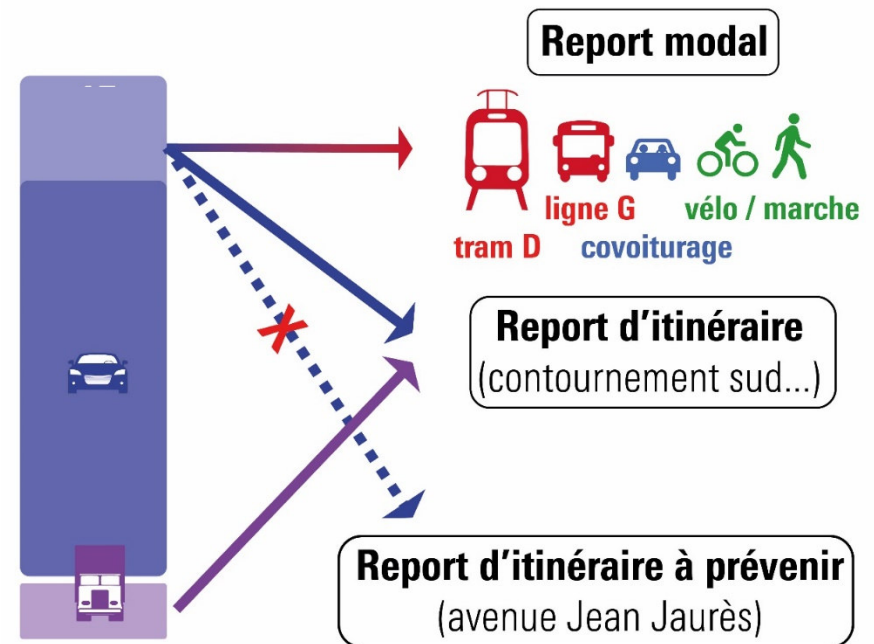 Report modal
ligne G vélo / marche
tram D covoiturage
Report d'itinéraire
(contournement sud...)
Report d'itinéraire à prévenir
(avenue Jean Jaurès)